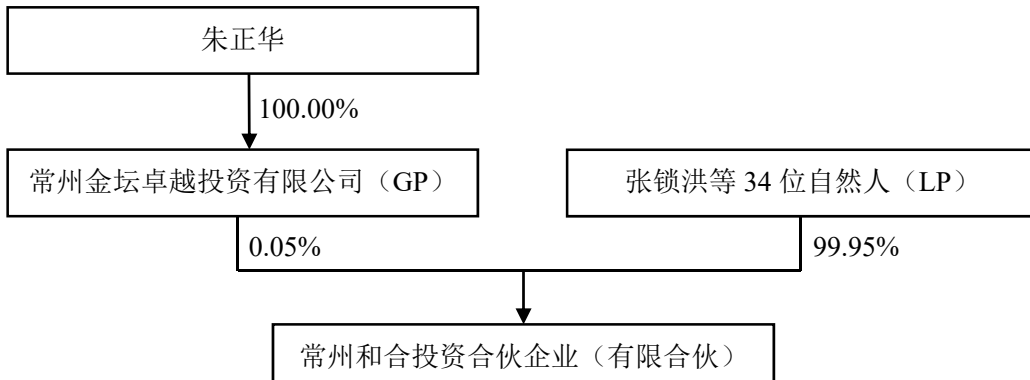 朱正华
100.00%
常州金坛卓越投资有限公司（GP）
张锁洪等 34 位自然人（LP）
0.05%
99.95%
常州和合投资合伙企业（有限合伙）